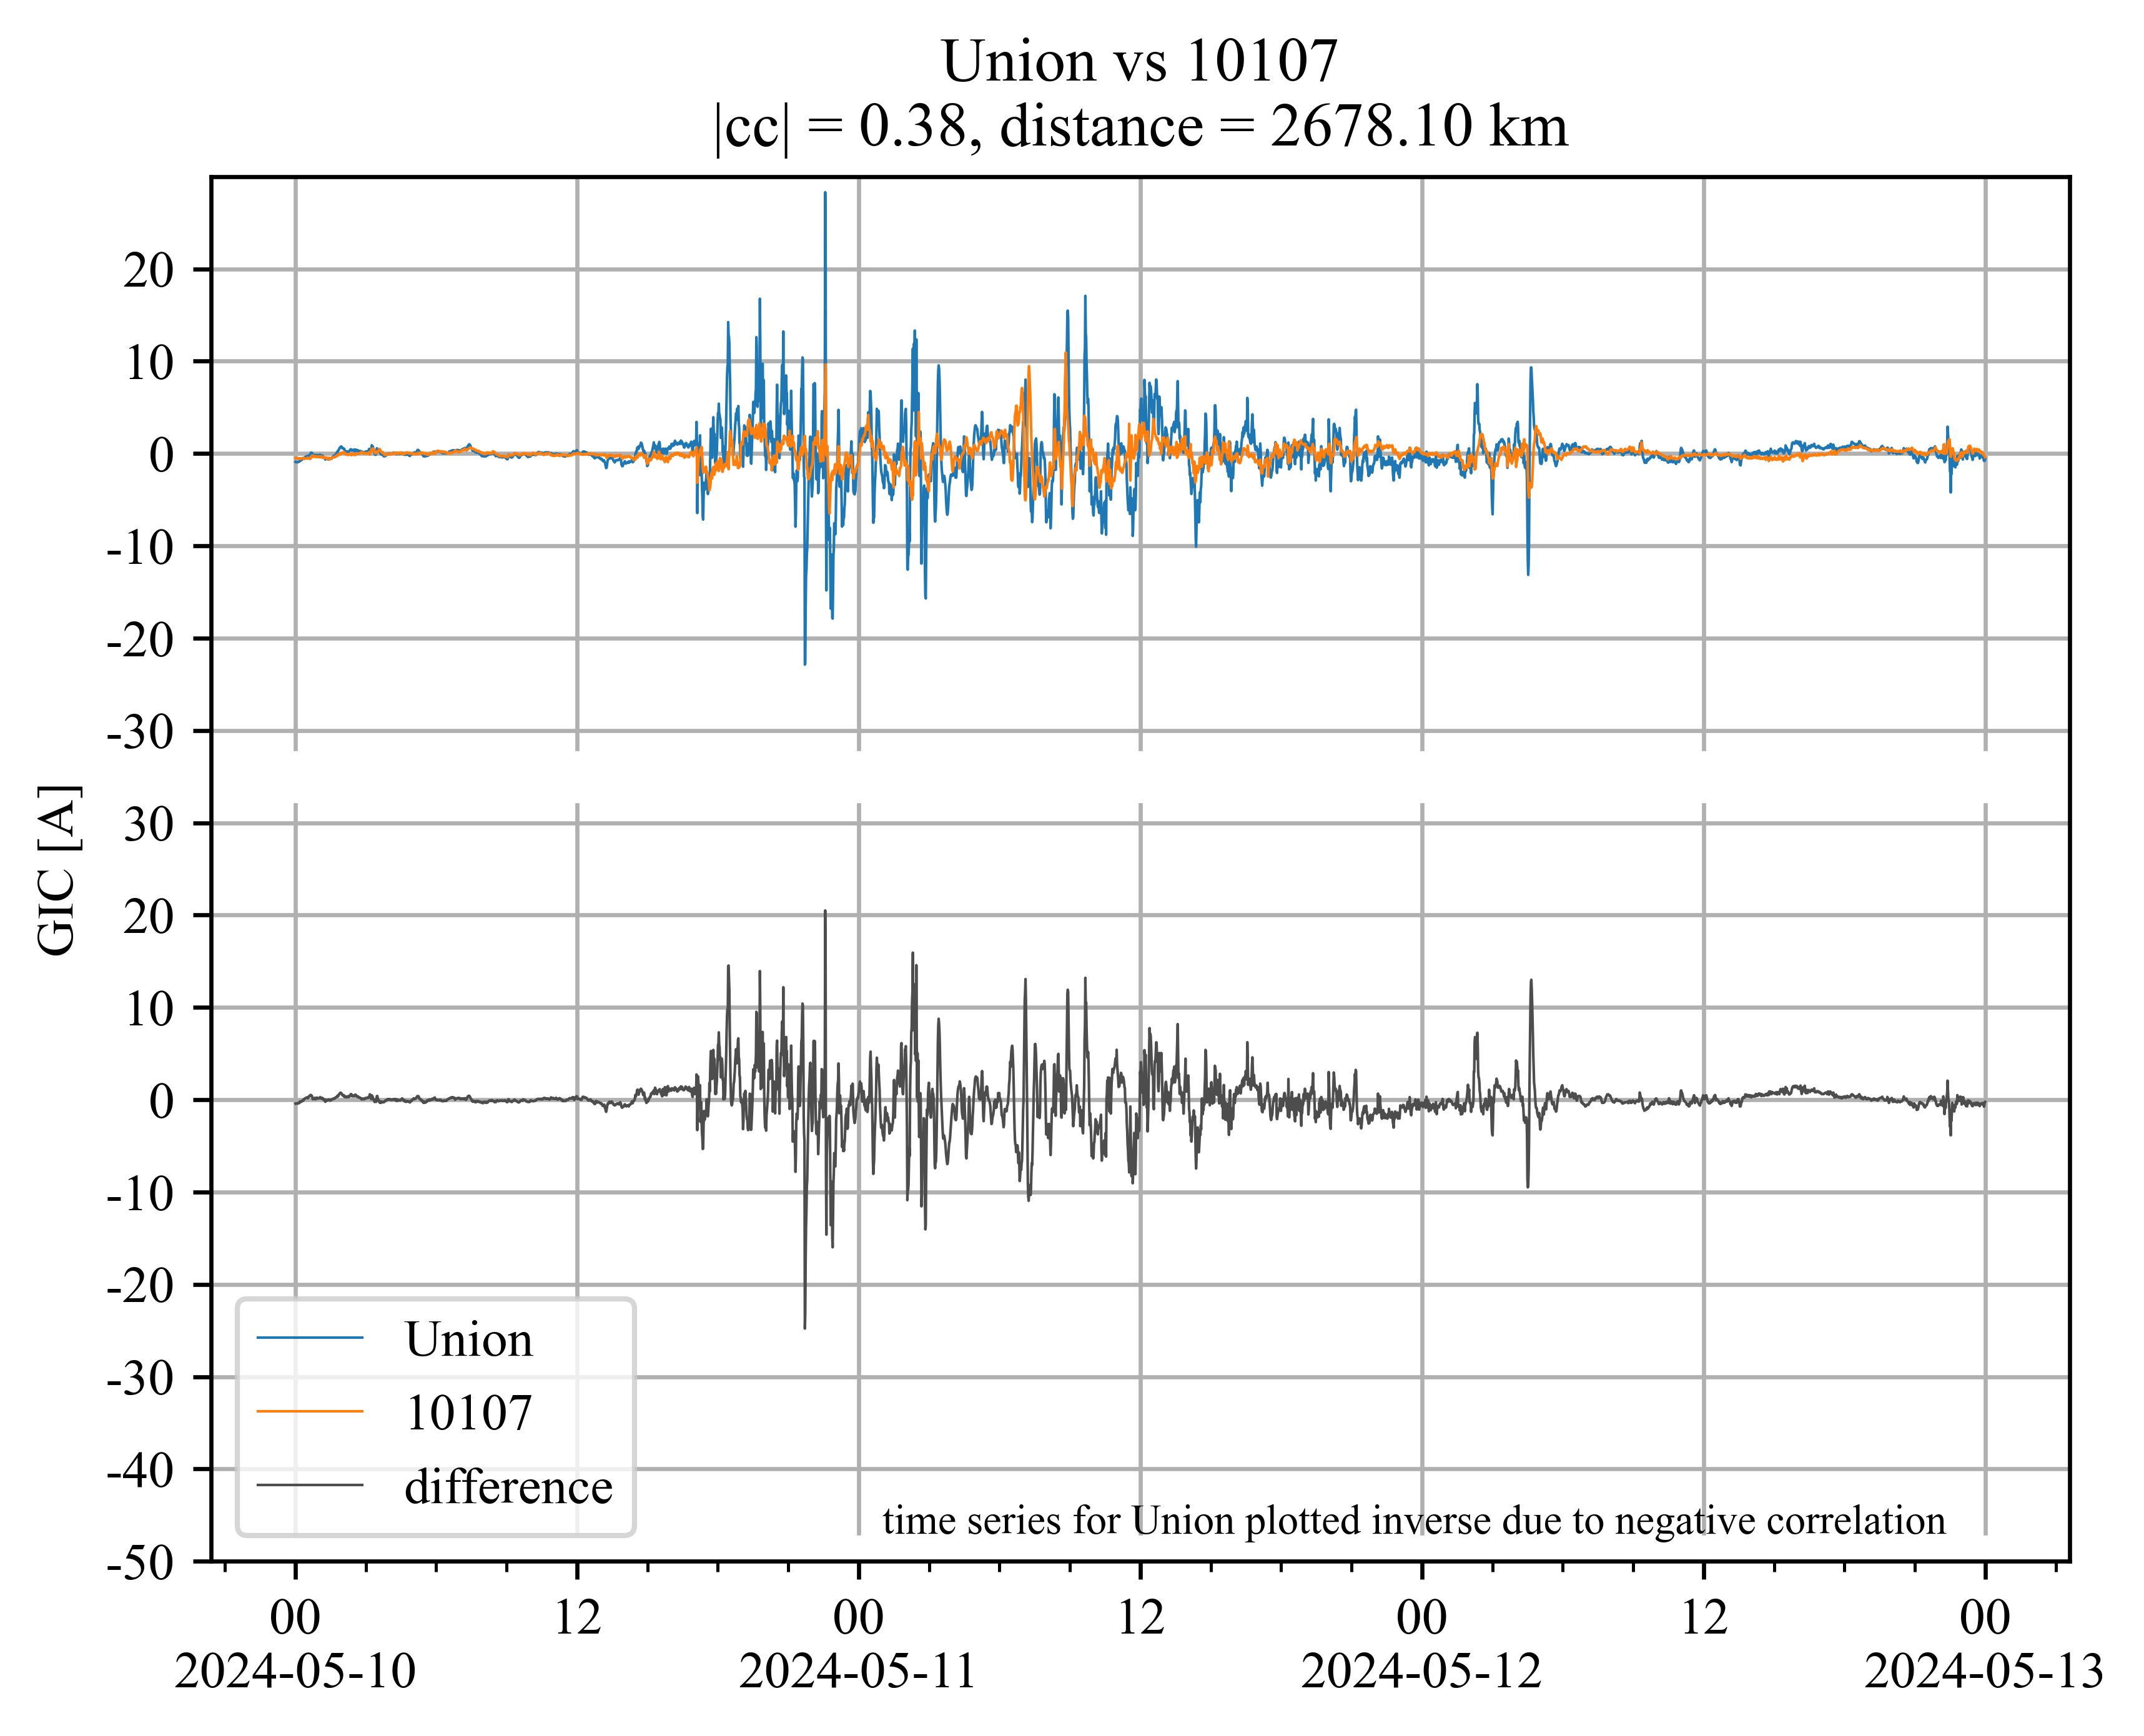 Union vs 10107
|cc| = 0.38, distance = 2678.10 km
GIC [A]
20
10
0
-10
-20
-30
30
20
10
0
-10
-20
-30
-40
-50
Union
10107
difference
time series for Union plotted inverse due to negative correlation
00 12 00 12 00 12 00
2024-05-10 2024-05-11 2024-05-12 2024-05-13